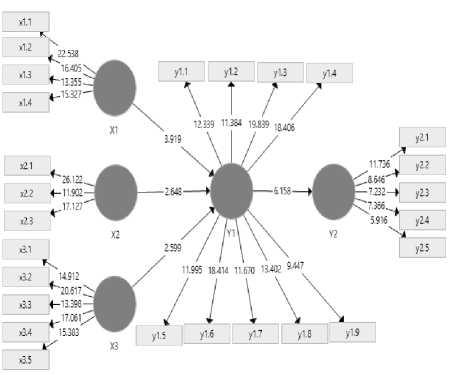 x1.1
x1.2
x1.3
x1.4
22.538
16.405
13.355
15.327
X1
y1.1
y1.2
y1.3
y1.4
12.339
11.384
19.839
18.406
3.919
x2.1
x2.2
x2.3
26.122
11.902
17.127
X2
2.648
Y1
6.158
Y2
y2.1
y2.2
y2.3
y2.4
y2.5
11.736
8.646
7.232
7.366
5.916
x3.1
x3.2
x3.3
x3.4
x3.5
14.912
20.617
13.398
17.061
15.383
X3
2.599
11.995
18.414
11.670
13.402
9.447
y1.5
y1.6
y1.7
y1.8
y1.9